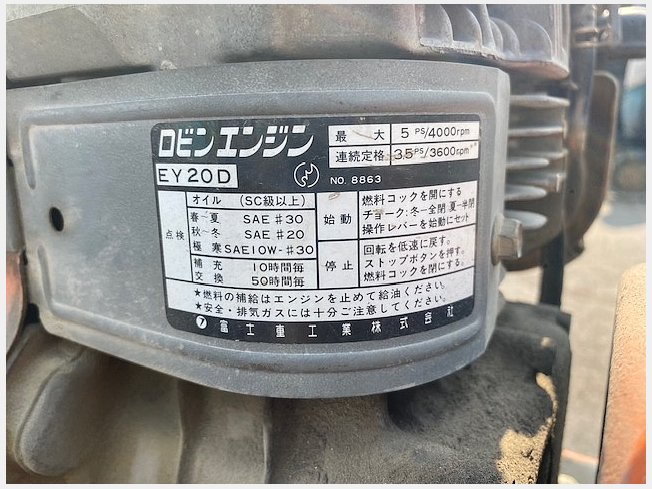 ロビンエンジン
最大 5 PS/4000rpm
連続定格 3.5 PS/3600rpm
EY20D NO. 8863
点検
オイル (SC級以上)
春~夏 SAE #30
秋~冬 SAE #20
極寒 SAE10W-#30
補充 10時間毎
交換 50時間毎
始動
燃料コックを開にする
チョーク:冬-全閉 夏-半閉
操作レバーを始動にセット
停止
回転を低速に戻す。
ストップボタンを押す。
燃料コックを閉にする。
★燃料の補給はエンジンを止めて給油ください。
★安全・排気ガスには十分ご注意してください。
富士重工業株式会社